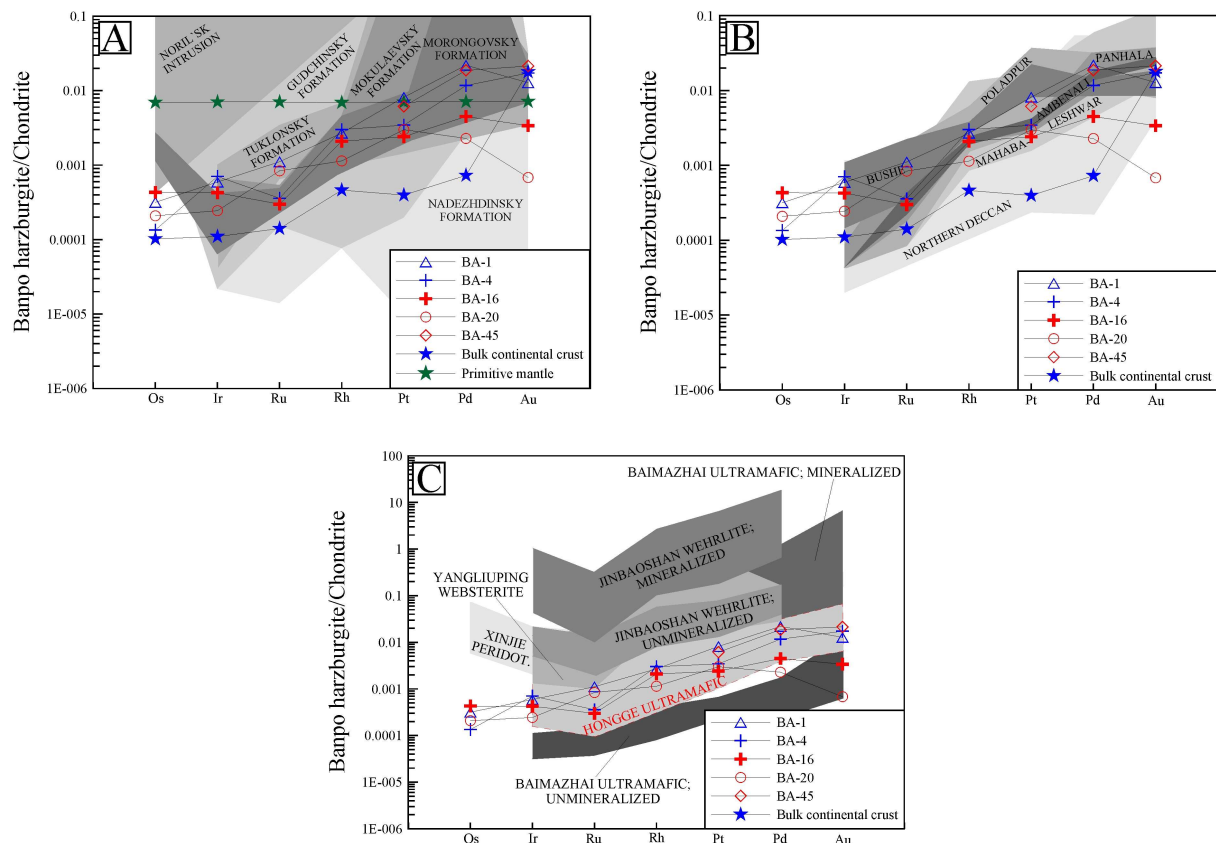 A
Banpo harzburgite/Chondrite
0.1
0.01
0.001
0.0001
1E-005
1E-006
NORIL´SK
INTRUSION
GUDCHINSKY
FORMATION
MOKULAEVSKY
FORMATION
MORONGOVSKY
FORMATION
TUKLONSKY
FORMATION
NADEZHDINSKY
FORMATION
BA-1
BA-4
BA-16
BA-20
BA-45
Bulk continental crust
Primitive mantle
Os Ir Ru Rh Pt Pd Au
B
Banpo harzburgite/Chondrite
0.1
0.01
0.001
0.0001
1E-005
1E-006
POLADPUR
PANHALA
AMBENALI
LESHWAR
MAHABA
BUSHE
NORTHERN DECCAN
BA-1
BA-4
BA-16
BA-20
BA-45
Bulk continental crust
Os Ir Ru Rh Pt Pd Au
C
Banpo harzburgite/Chondrite
100
10
1
0.1
0.01
0.001
0.0001
1E-005
1E-006
BAIMAZHAI ULTRAMAFIC; MINERALIZED
JINBAOSHAN WEHRLITE;
MINERALIZED
YANGLIUPING
WEBSTERITE
JINBAOSHAN WEHRLITE;
UNMINERALIZED
XINJIE
PERIDOT.
HONGGE ULTRAMAFIC
BAIMAZHAI ULTRAMAFIC;
UNMINERALIZED
BA-1
BA-4
BA-16
BA-20
BA-45
Bulk continental crust
Os Ir Ru Rh Pt Pd Au